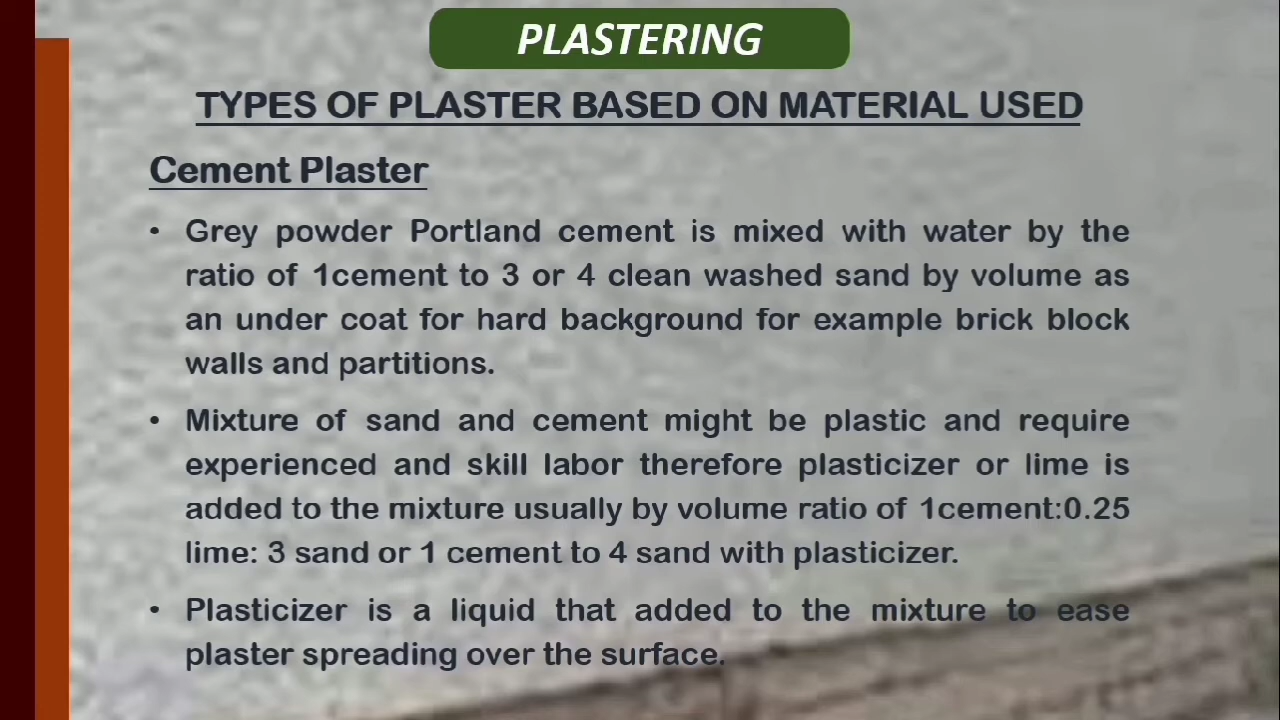 PLASTERING
TYPES OF PLASTER BASED ON MATERIAL USED
Cement Plaster
• Grey powder Portland cement is mixed with water by the
ratio of 1cement to 3 or 4 clean washed sand by volume as
an under coat for hard background for example brick block
walls and partitions.
• Mixture of sand and cement might be plastic and require
experienced and skill labor therefore plasticizer or lime is
added to the mixture usually by volume ratio of 1cement:0.25
lime: 3 sand or 1 cement to 4 sand with plasticizer.
• Plasticizer is a liquid that added to the mixture to ease
plaster spreading over the surface.